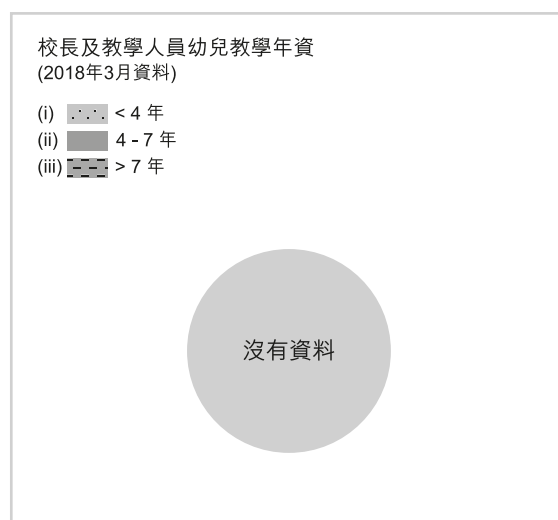 校長及教學人員幼兒教學年資
(2018年3月資料)
(i) < 4 年
(ii) 4 - 7 年
(iii) > 7 年
沒有資料